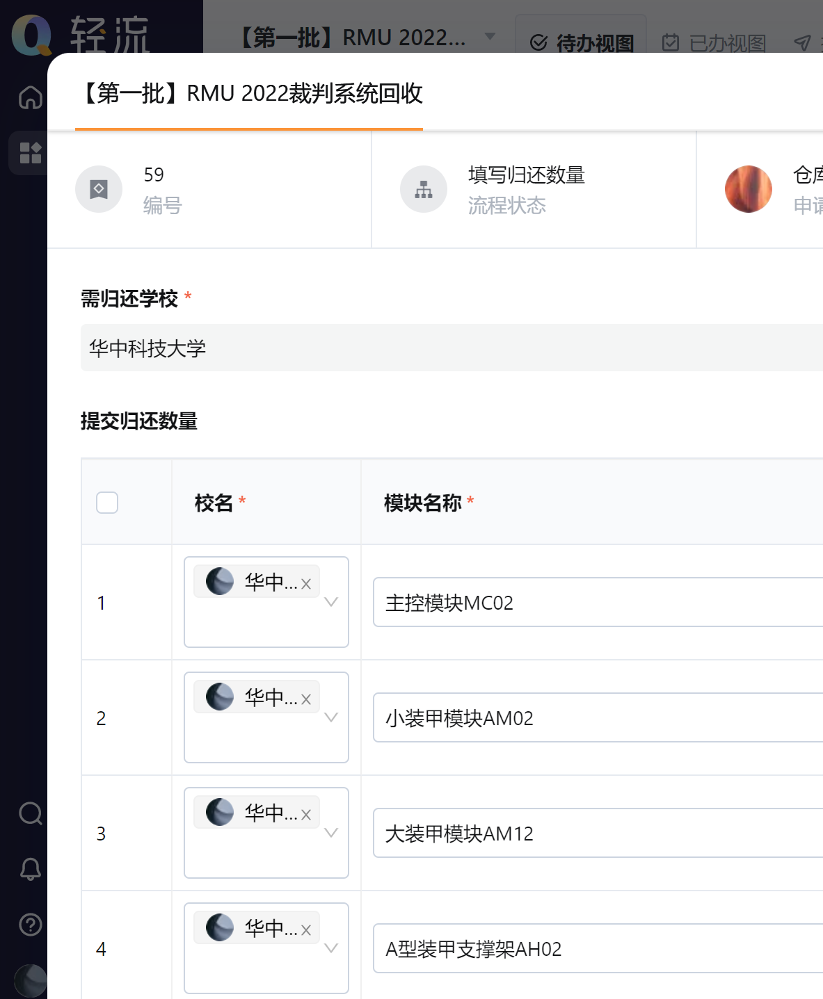 轻流
【第一批】RMU 2022...
待办视图
已办视图
【第一批】RMU 2022裁判系统回收
59
编号
填写归还数量
流程状态
仓库
申请
需归还学校 *
华中科技大学
提交归还数量
校名 *
模块名称 *
1
华中... x
主控模块MC02
2
华中... x
小装甲模块AM02
3
华中... x
大装甲模块AM12
4
华中... x
A型装甲支撑架AH02